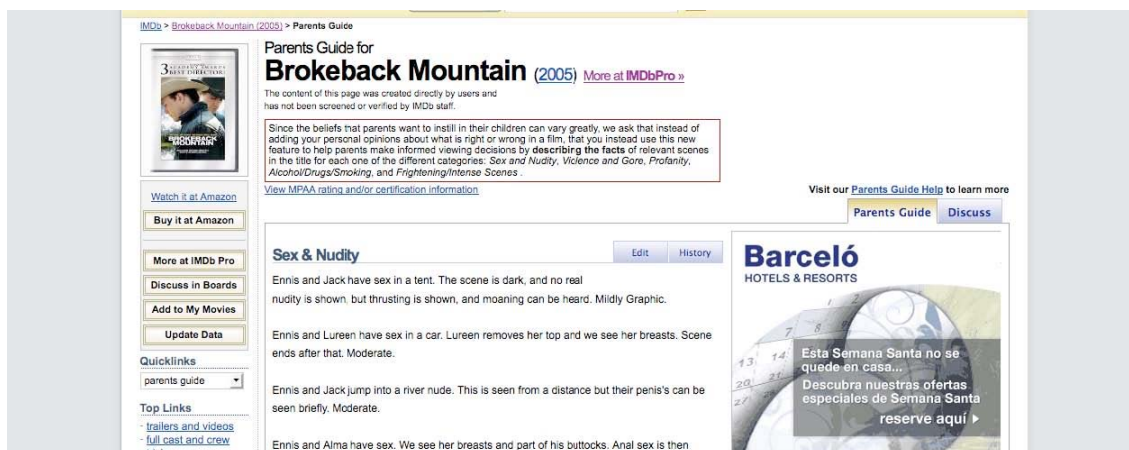 IMDb > Brokeback Mountain (2005) > Parents Guide
Parents Guide for
Brokeback Mountain (2005) More at IMDbPro »
The content of this page was created directly by users and
has not been screened or verified by IMDb staff.
Since the beliefs that parents want to instill in their children can vary greatly, we ask that instead of
adding your personal opinions about what is right or wrong in a film, that you instead use this new
feature to help parents make informed viewing decisions by describing the facts of relevant scenes
in the title for each one of the different categories: Sex and Nudity, Violence and Gore, Profanity,
Alcohol/Drugs/Smoking, and Frightening/Intense Scenes .
View MPAA rating and/or certification information
Visit our Parents Guide Help to learn more
Parents Guide Discuss
3 ACADEMY AWARDS
BEST DIRECTOR
BROKEBACK
MOUNTAIN
Watch it at Amazon
Buy it at Amazon
More at IMDb Pro
Discuss in Boards
Add to My Movies
Update Data
Quicklinks
parents guide
Top Links
- trailers and videos
- full cast and crew
Sex & Nudity
Edit History
Ennis and Jack have sex in a tent. The scene is dark, and no real
nudity is shown, but thrusting is shown, and moaning can be heard. Mildly Graphic.
Ennis and Lureen have sex in a car. Lureen removes her top and we see her breasts. Scene
ends after that. Moderate.
Ennis and Jack jump into a river nude. This is seen from a distance but their penis's can be
seen briefly. Moderate.
Ennis and Alma have sex. We see her breasts and part of his buttocks. Anal sex is then
Barceló
HOTELS & RESORTS
1 2
7 8
13 14
20 21
27
Esta Semana Santa no se
quede en casa...
Descubra nuestras ofertas
especiales de Semana Santa
reserve aquí